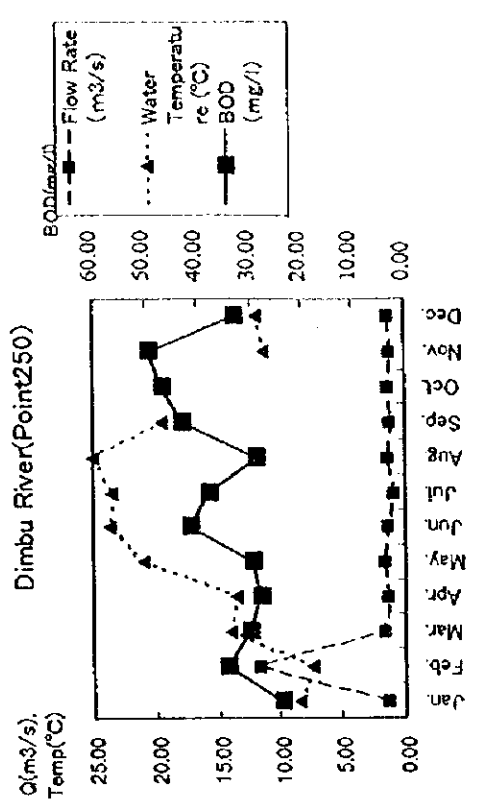 Dimbu River(Point250)
Q(m3/s).
Temp(°C)
25.00
20.00
15.00
10.00
5.00
0.00
BOD(mg/l)
60.00
50.00
40.00
30.00
20.00
10.00
0.00
Jan.
Feb.
Mar.
Apr.
May.
Jun.
Jul.
Aug
Sep.
Oct.
Nov.
Dec.
Flow Rate
(m3/s)
Water
Temperatu
re (°C)
BOD
(mg/l)